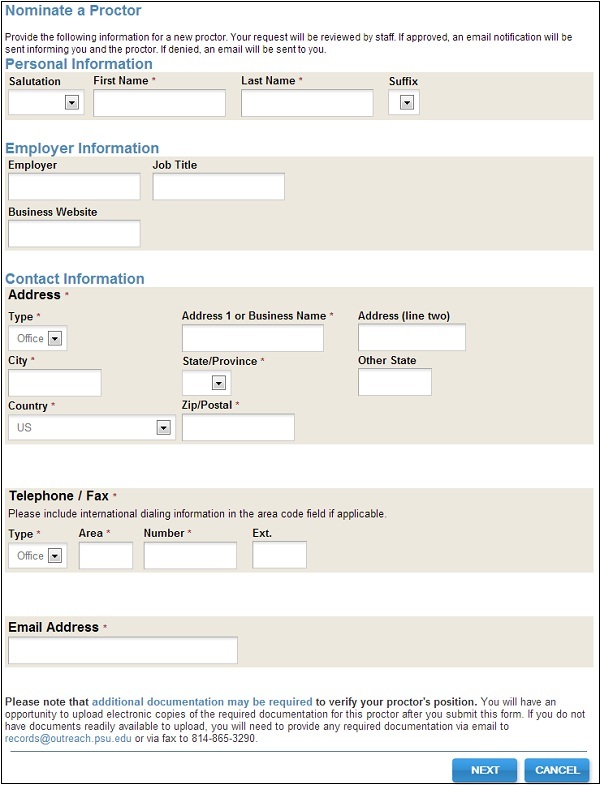 Nominate a Proctor
Provide the following information for a new proctor. Your request will be reviewed by staff. If approved, an email notification will be
sent informing you and the proctor. If denied, an email will be sent to you.
Personal Information
Salutation First Name * Last Name * Suffix
Employer Information
Employer Job Title
Business Website
Contact Information
Address *
Type * Address 1 or Business Name * Address (line two)
Office
City * State/Province * Other State
Country * Zip/Postal *
US
Telephone / Fax *
Please include international dialing information in the area code field if applicable.
Type * Area * Number * Ext.
Office
Email Address *
Please note that additional documentation may be required to verify your proctor's position. You will have an
opportunity to upload electronic copies of the required documentation for this proctor after you submit this form. If you do not
have documents readily available to upload, you will need to provide any required documentation via email to
records@outreach.psu.edu or via fax to 814-865-3290.
NEXT CANCEL